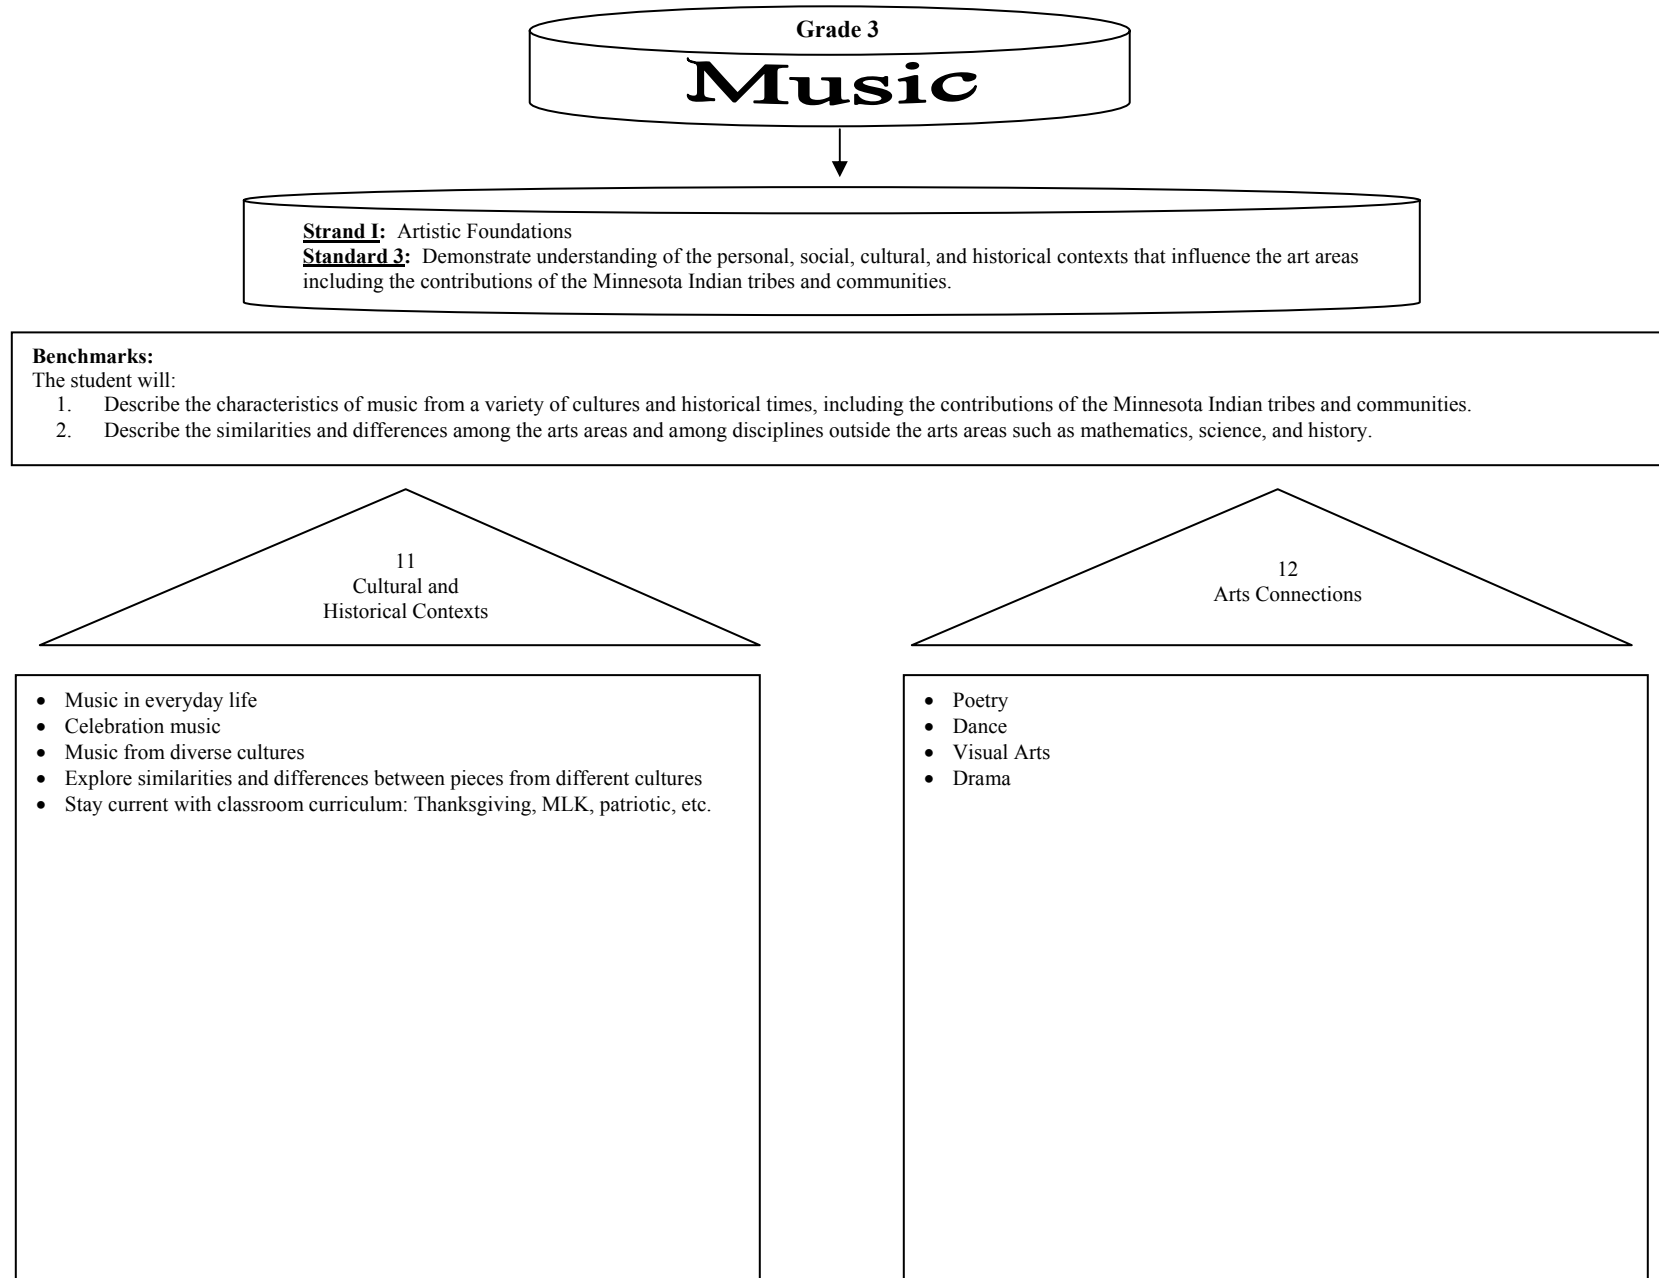 Grade 3
Music
Strand I: Artistic Foundations
Standard 3: Demonstrate understanding of the personal, social, cultural, and historical contexts that influence the art areas
including the contributions of the Minnesota Indian tribes and communities.
Benchmarks:
The student will:
1. Describe the characteristics of music from a variety of cultures and historical times, including the contributions of the Minnesota Indian tribes and communities.
2. Describe the similarities and differences among the arts areas and among disciplines outside the arts areas such as mathematics, science, and history.
11
Cultural and
Historical Contexts
• Music in everyday life
• Celebration music
• Music from diverse cultures
• Explore similarities and differences between pieces from different cultures
• Stay current with classroom curriculum: Thanksgiving, MLK, patriotic, etc.
12
Arts Connections
• Poetry
• Dance
• Visual Arts
• Drama